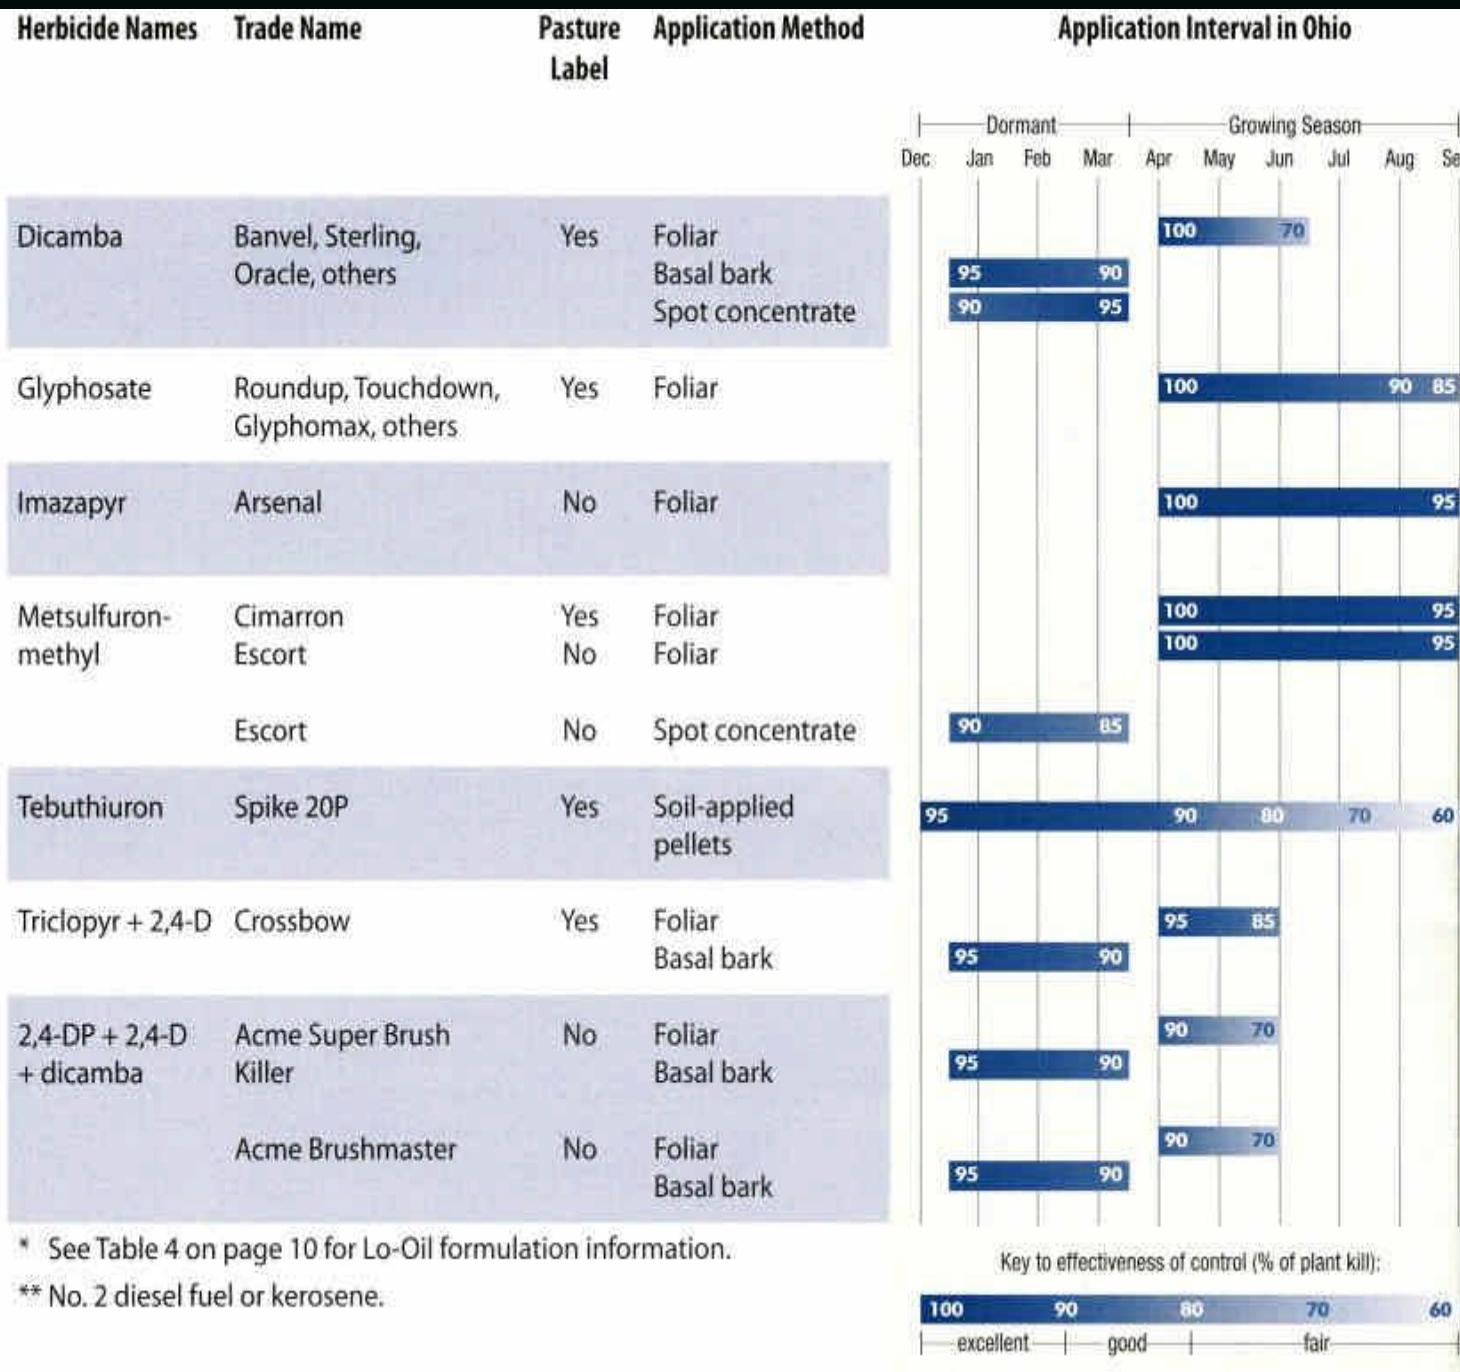 Herbicide Names Trade Name Pasture Label Application Method Application Interval in Ohio
Dormant Growing Season
Dec Jan Feb Mar Apr May Jun Jul Aug Se
Dicamba Banvel, Sterling, Yes Foliar 100 70
Oracle, others Basal bark 95 90
Spot concentrate 90 95
Glyphosate Roundup, Touchdown, Yes Foliar 100 90 85
Glyphomax, others
Imazapyr Arsenal No Foliar 100 95
Metsulfuron- Cimarron Yes Foliar 100 95
methyl Escort No Foliar 100 95
Escort No Spot concentrate 90 85
Tebuthiuron Spike 20P Yes Soil-applied 95 90 80 70 60
pellets
Triclopyr + 2,4-D Crossbow Yes Foliar 95 85
Basal bark 95 90
2,4-DP + 2,4-D Acme Super Brush No Foliar 90 70
+ dicamba Killer Basal bark 95 90
Acme Brushmaster No Foliar 90 70
Basal bark 95 90
* See Table 4 on page 10 for Lo-Oil formulation information.
** No. 2 diesel fuel or kerosene.
Key to effectiveness of control (% of plant kill):
100 90 80 70 60
excellent good fair